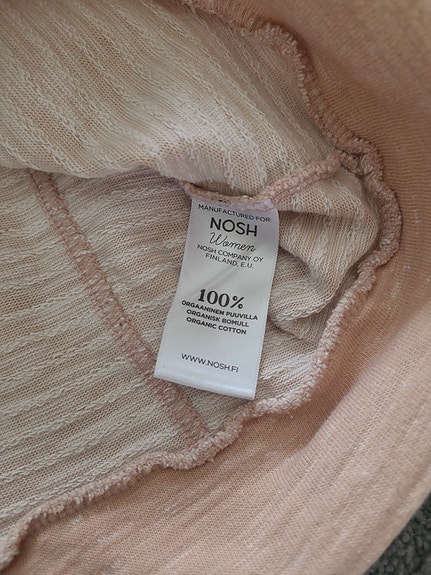 MANUFACTURED FOR:
NOSH
Women
NOSH COMPANY OY
FINLAND, E.U.
100%
ORGAANINEN PUUVILLA
ORGANISK BOMULL
ORGANIC COTTON
WWW.NOSH.FI